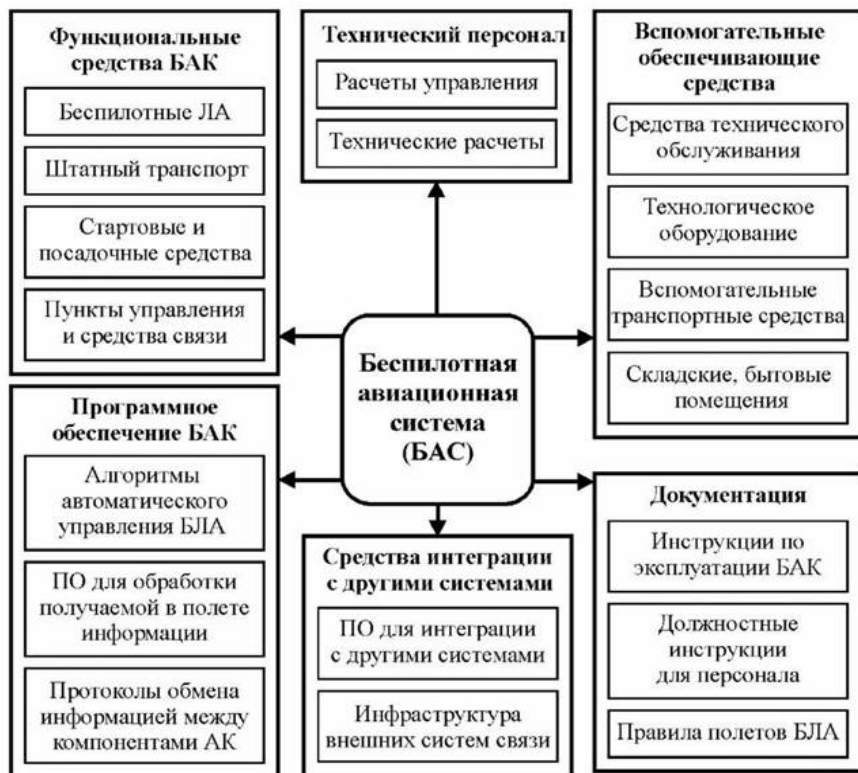 Функциональные
средства БАК
Беспилотные ЛА
Штатный транспорт
Стартовые и
посадочные средства
Пункты управления
и средства связи
Технический персонал
Расчеты управления
Технические расчеты
Вспомогательные
обеспечивающие
средства
Средства технического
обслуживания
Технологическое
оборудование
Вспомогательные
транспортные средства
Складские, бытовые
помещения
Беспилотная
авиационная
система
(БАС)
Программное
обеспечение БАК
Алгоритмы
автоматического
управления БЛА
ПО для обработки
получаемой в полете
информации
Протоколы обмена
информацией между
компонентами АК
Средства интеграции
с другими системами
ПО для интеграции
с другими системами
Инфраструктура
внешних систем связи
Документация
Инструкции по
эксплуатации БАК
Должностные
инструкции
для персонала
Правила полетов БЛА